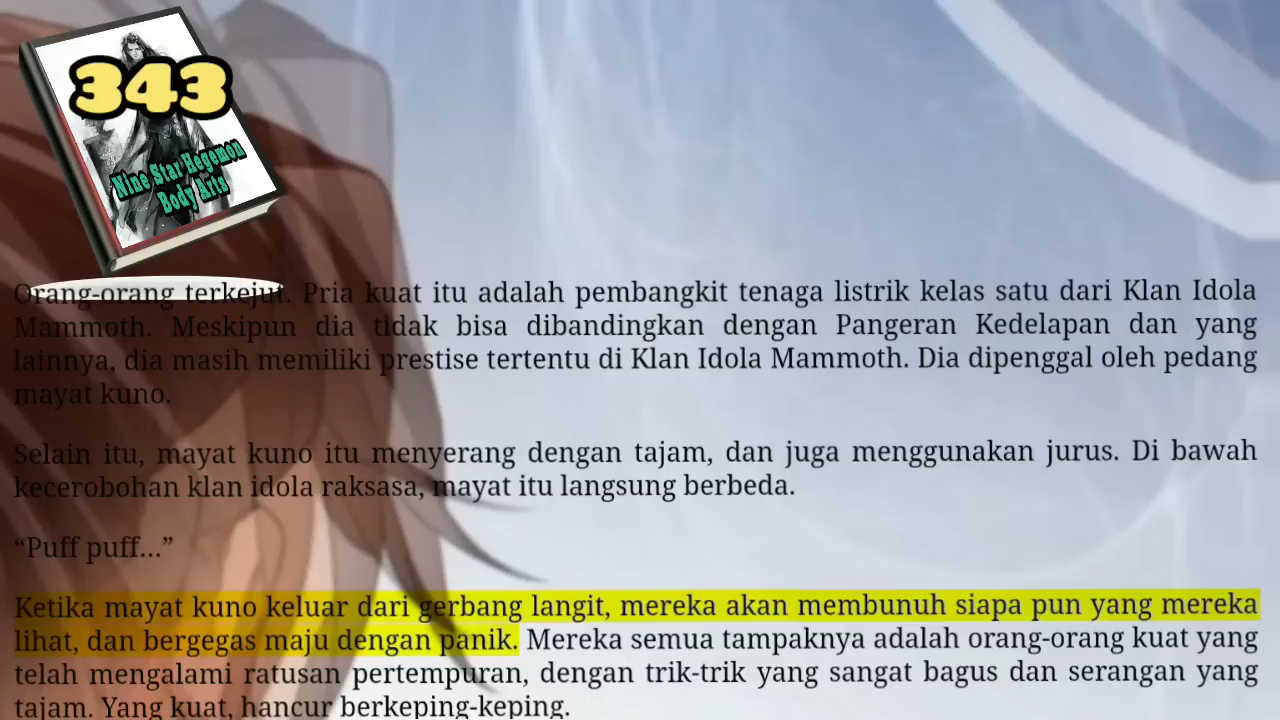 343
Nine Star Hegemon
Body Arts
Orang-orang terkejut. Pria kuat itu adalah pembangkit tenaga listrik kelas satu dari Klan Idola
Mammoth. Meskipun dia tidak bisa dibandingkan dengan Pangeran Kedelapan dan yang
lainnya, dia masih memiliki prestise tertentu di Klan Idola Mammoth. Dia dipenggal oleh pedang
mayat kuno.
Selain itu, mayat kuno itu menyerang dengan tajam, dan juga menggunakan jurus. Di bawah
kecerobohan klan idola raksasa, mayat itu langsung berbeda.
“Puff puff...”
Ketika mayat kuno keluar dari gerbang langit, mereka akan membunuh siapa pun yang mereka
lihat, dan bergegas maju dengan panik. Mereka semua tampaknya adalah orang-orang kuat yang
telah mengalami ratusan pertempuran, dengan trik-trik yang sangat bagus dan serangan yang
tajam. Yang kuat, hancur berkeping-keping.